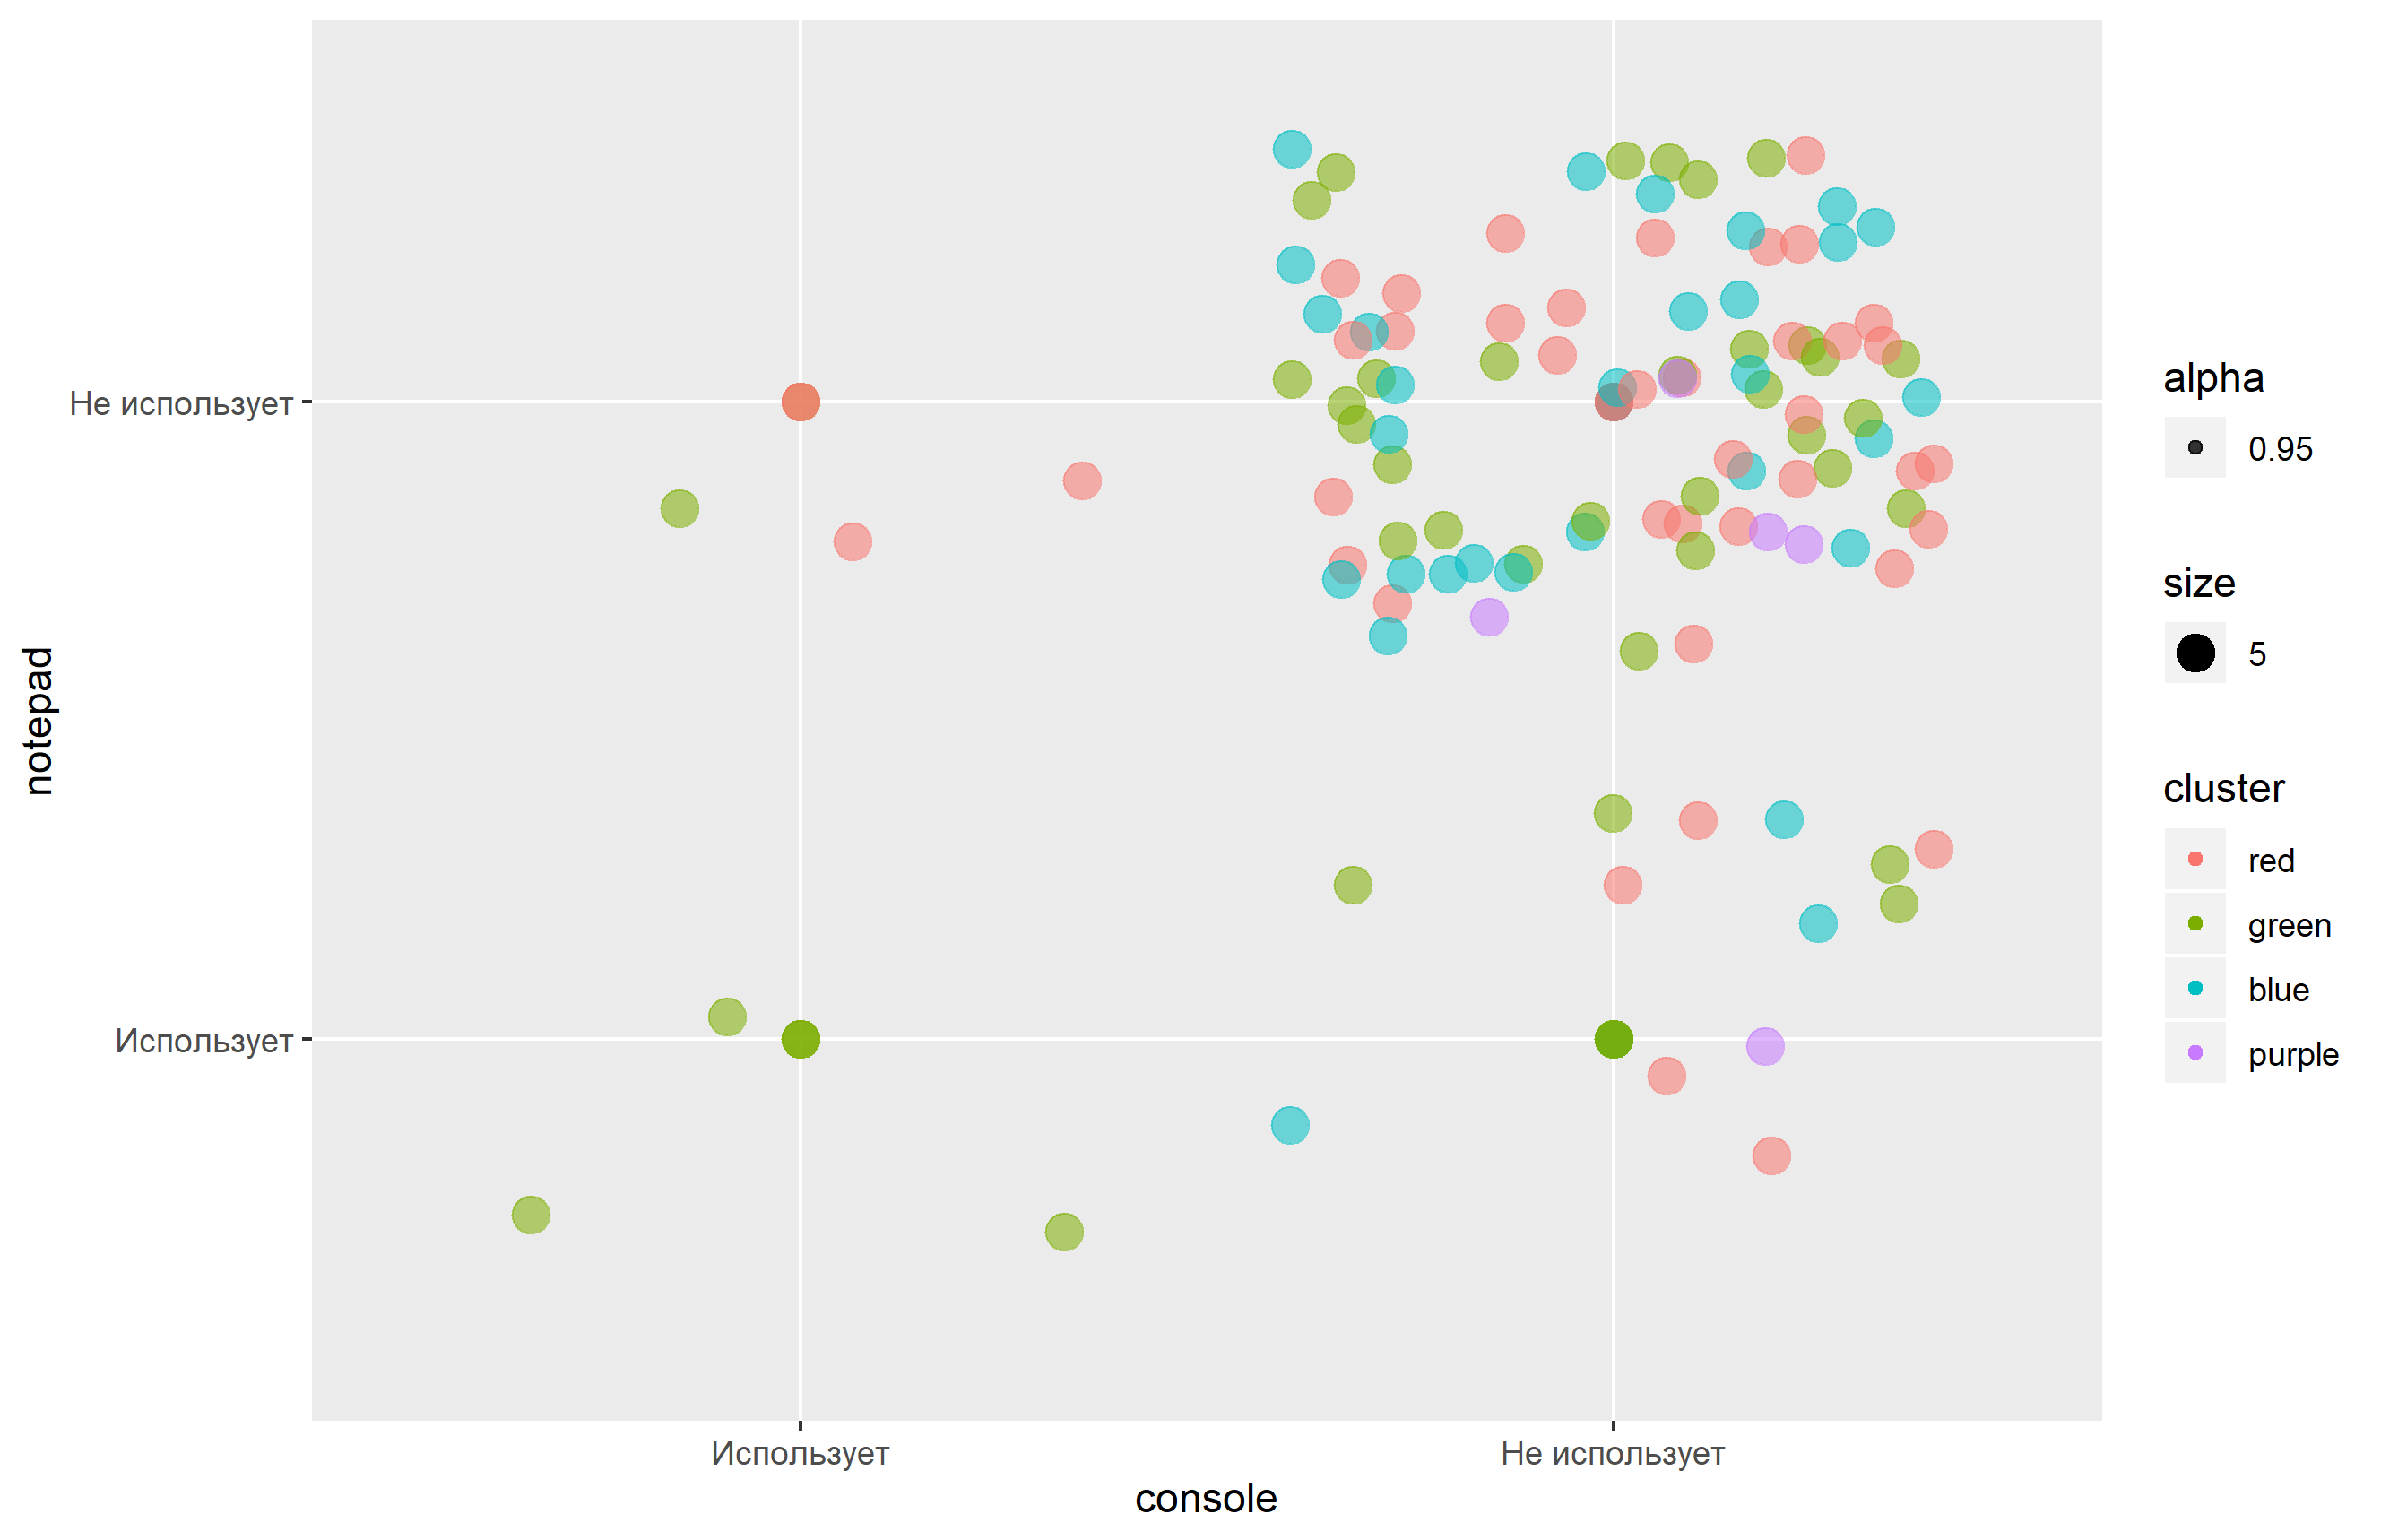 notepad
Не использует
Использует
Использует
Не использует
console
alpha
0.95
size
5
cluster
red
green
blue
purple